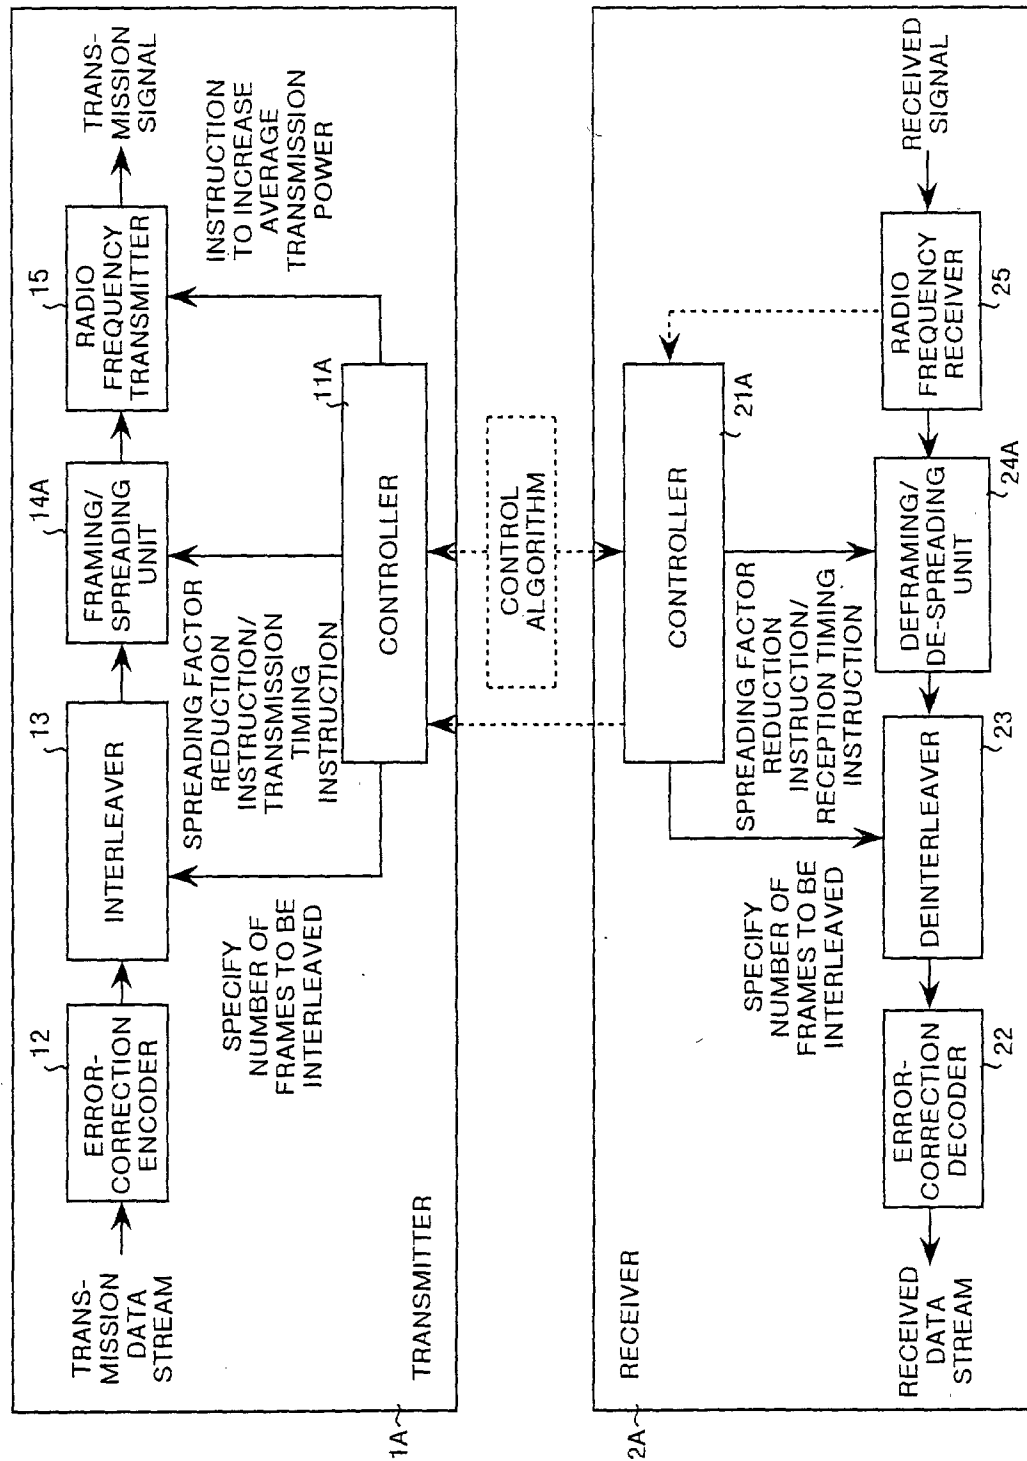 1A
TRANSMITTER
TRANS-
MISSION
DATA
STREAM
12
ERROR-
CORRECTION
ENCODER
13
INTERLEAVER
14A
FRAMING/
SPREADING
UNIT
15
RADIO
FREQUENCY
TRANSMITTER
TRANS-
MISSION
SIGNAL
SPECIFY
NUMBER OF
FRAMES TO BE
INTERLEAVED
SPREADING FACTOR
REDUCTION
INSTRUCTION/
TRANSMISSION
TIMING
INSTRUCTION
INSTRUCTION
TO INCREASE
AVERAGE
TRANSMISSION
POWER
11A
CONTROLLER
CONTROL
ALGORITHM
2A
RECEIVER
CONTROLLER
21A
SPECIFY
NUMBER OF
FRAMES TO BE
INTERLEAVED
SPREADING FACTOR
REDUCTION
INSTRUCTION/
RECEPTION TIMING
INSTRUCTION
RECEIVED
DATA
STREAM
ERROR-
CORRECTION
DECODER
22
DEINTERLEAVER
23
DEFRAMING/
DE-SPREADING
UNIT
24A
RADIO
FREQUENCY
RECEIVER
25
RECEIVED
SIGNAL